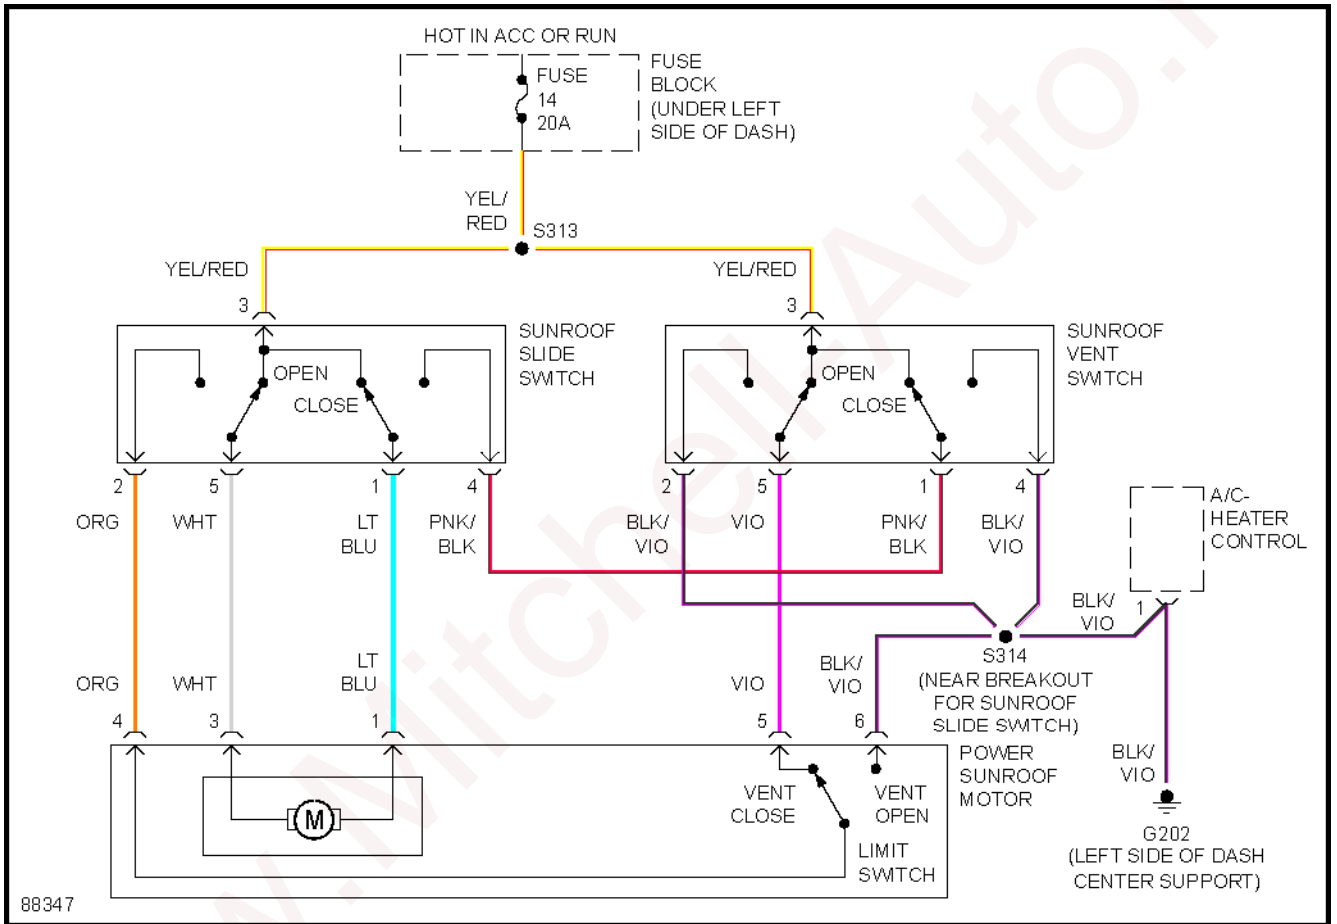 HOT IN ACC OR RUN
FUSE
14
20A
FUSE
BLOCK
(UNDER LEFT
SIDE OF DASH)
YEL/
RED
S313
YEL/RED
YEL/RED
3
3
SUNROOF
SLIDE
SWITCH
OPEN
CLOSE
SUNROOF
VENT
SWITCH
OPEN
CLOSE
2
5
1
4
2
5
1
4
ORG
WHT
LT
BLU
PNK/
BLK
BLK/
VIO
VIO
PNK/
BLK
BLK/
VIO
A/C-
HEATER
CONTROL
1
BLK/
VIO
S314
(NEAR BREAKOUT
FOR SUNROOF
SLIDE SWITCH)
ORG
WHT
LT
BLU
VIO
BLK/
VIO
4
3
1
5
6
POWER
SUNROOF
MOTOR
BLK/
VIO
M
VENT
CLOSE
VENT
OPEN
LIMIT
SWITCH
G202
(LEFT SIDE OF DASH
CENTER SUPPORT)
88347
w.Mitchell-Auto.r